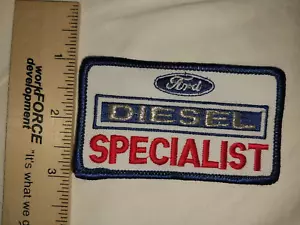 workFORCE
development
"It's what we
1
2
3
Ford
DIESEL
SPECIALIST